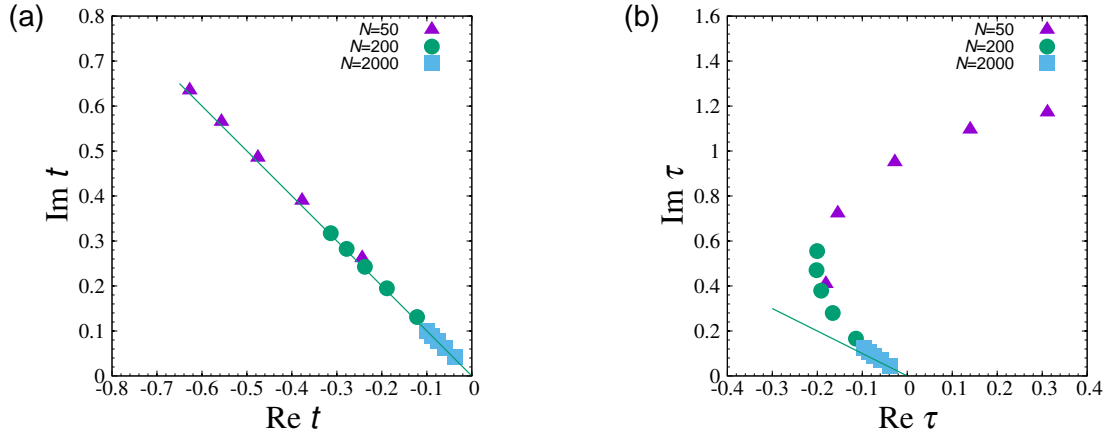 (a)
Im t
0.8
0.7
0.6
0.5
0.4
0.3
0.2
0.1
0
-0.8 -0.7 -0.6 -0.5 -0.4 -0.3 -0.2 -0.1 0
Re t
N=50
N=200
N=2000
(b)
Im τ
1.6
1.4
1.2
1
0.8
0.6
0.4
0.2
0
-0.4 -0.3 -0.2 -0.1 0 0.1 0.2 0.3 0.4
Re τ
N=50
N=200
N=2000